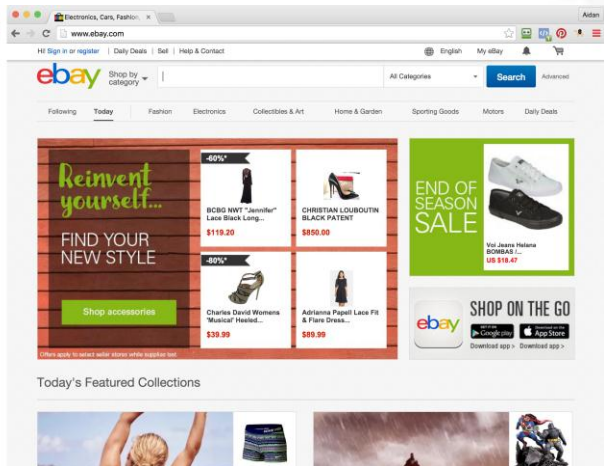 Electronics, Cars, Fashion,
Aidan
www.ebay.com
Hi! Sign in or register | Daily Deals | Sell | Help & Contact
English My eBay
ebay
Shop by
category
All Categories
Search
Advanced
Following Today Fashion Electronics Collectibles & Art Home & Garden Sporting Goods Motors Daily Deals
Reinvent
yourself...
FIND YOUR
NEW STYLE
Shop accessories
Offers apply to select seller stores while supplies last
-60%*
BCBG NWT "Jennifer"
Lace Black Long...
$119.20
CHRISTIAN LOUBOUTIN
BLACK PATENT
$850.00
-80%*
Charles David Womens
'Musical' Heeled...
$39.99
Adrianna Papell Lace Fit
& Flare Dress...
$89.99
END OF
SEASON
SALE
Voi Jeans Helana
BOMBAS /...
US $18.47
ebay
SHOP ON THE GO
GET IT ON
Google play
Download on the
App Store
Download app >
Download app >
Today's Featured Collections